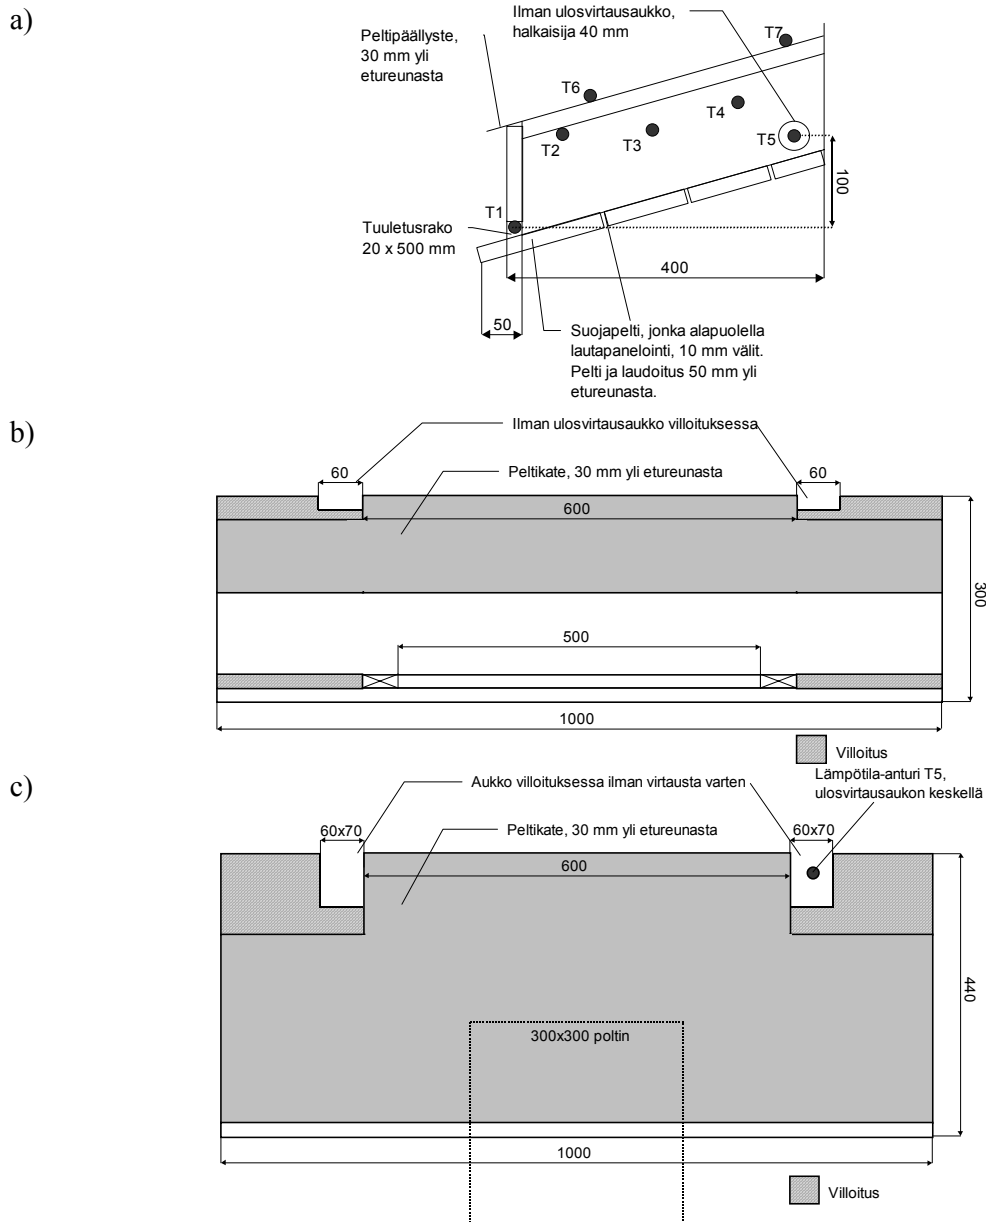 a)
Ilman ulosvirtausaukko,
halkaisija 40 mm
Peltipäällyste,
30 mm yli
etureunasta
T7
T6
T4
T2
T3
T5
100
T1
Tuuletusrako
20 x 500 mm
400
50
Suojapelti, jonka alapuolella
lautapanelointi, 10 mm välit.
Pelti ja laudoitus 50 mm yli
etureunasta.
b)
Ilman ulosvirtausaukko villoituksessa
60
Peltikate, 30 mm yli etureunasta
60
600
300
500
1000
Villoitus
c)
Aukko villoituksessa ilman virtausta varten
Lämpötila-anturi T5,
ulosvirtausaukon keskellä
60x70
Peltikate, 30 mm yli etureunasta
60x70
600
440
300x300 poltin
1000
Villoitus